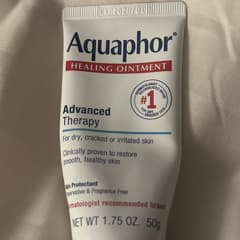 Aquaphor
HEALING OINTMENT
Advanced
Therapy
#1
For dry, cracked or irritated skin
Clinically proven to restore
smooth, healthy skin
Skin Protectant
Preservative & Fragrance Free
Dermatologist recommended brand
NET WT 1.75 OZ. 50g